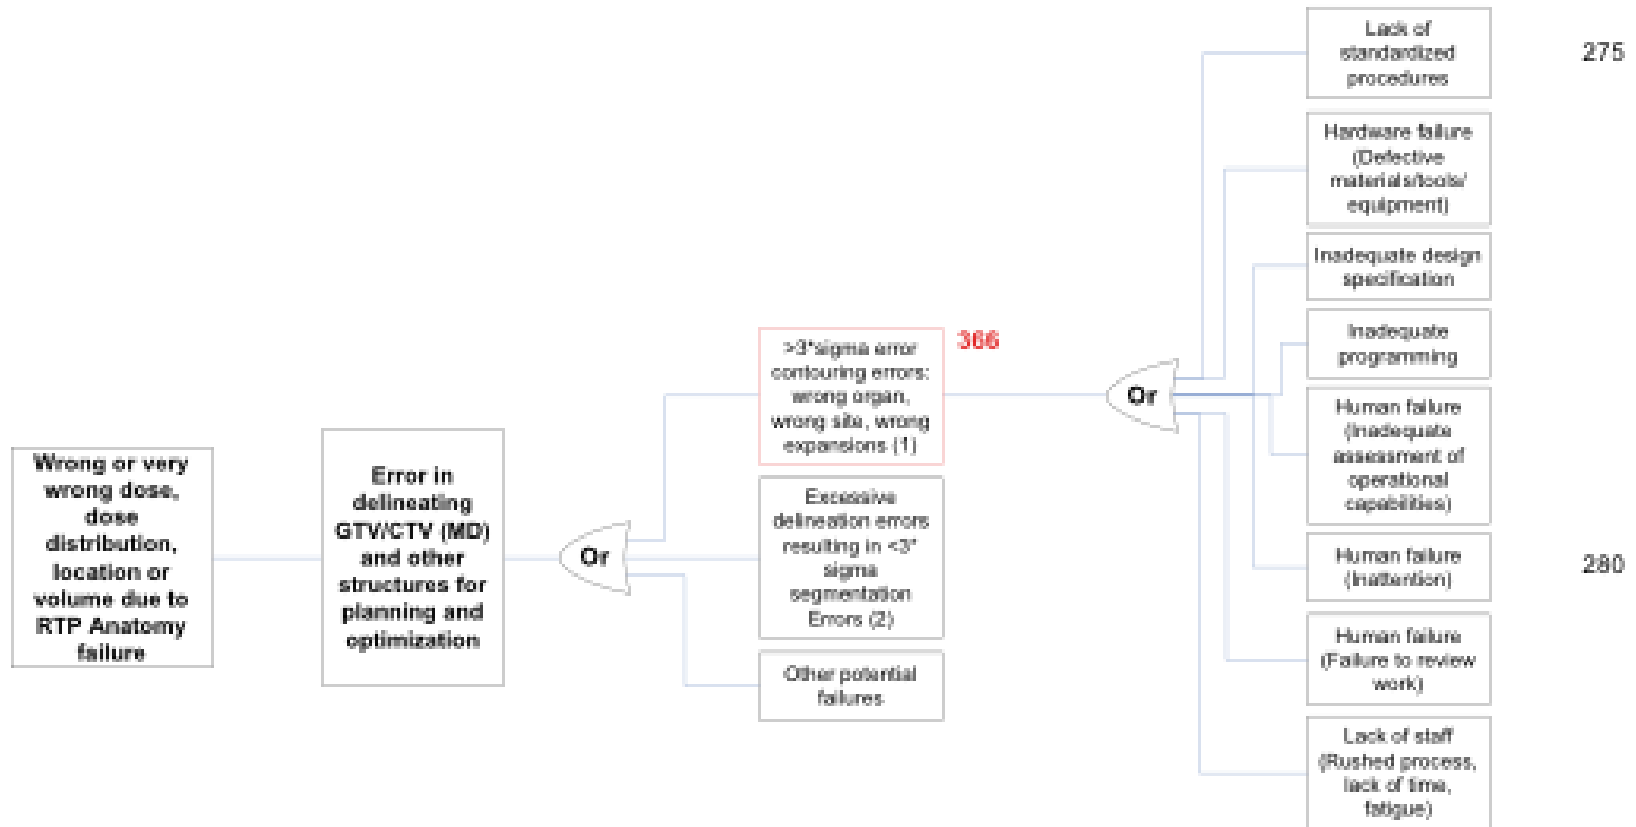 Wrong or very
wrong dose,
dose
distribution,
location or
volume due to
RTP Anatomy
failure
Error in
delineating
GTV/CTV (MD)
and other
structures for
planning and
optimization
Or
>3*sigma error
contouring errors:
wrong organ,
wrong site, wrong
expansions (1)
366
Excessive
delineation errors
resulting in <3*
sigma
segmentation
Errors (2)
Other potential
failures
Or
Lack of
standardized
procedures
275
Hardware failure
(Defective
materials/tools/
equipment)
Inadequate design
specification
Inadequate
programming
Human failure
(Inadequate
assessment of
operational
capabilities)
Human failure
(Inattention)
280
Human failure
(Failure to review
work)
Lack of staff
(Rushed process,
lack of time,
fatigue)